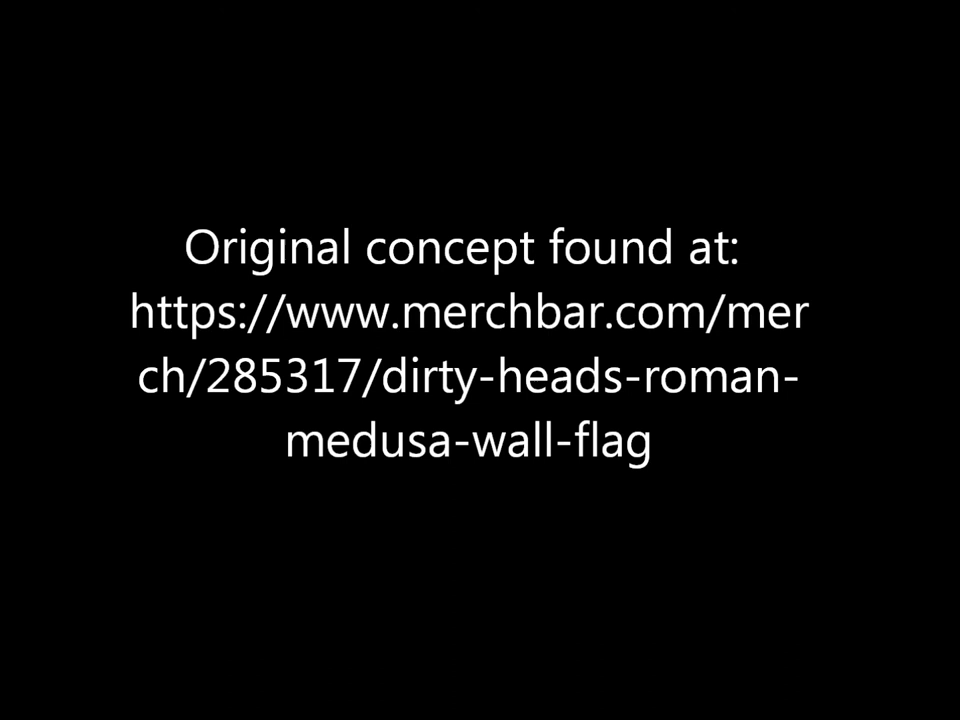 Original concept found at:
https://www.merchbar.com/mer
ch/285317/dirty-heads-roman-
medusa-wall-flag